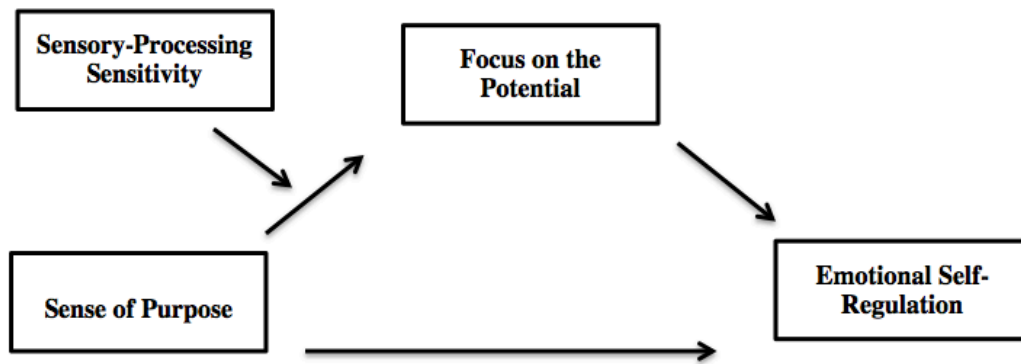 Sensory-Processing
Sensitivity
Focus on the
Potential
Sense of Purpose
Emotional Self-
Regulation